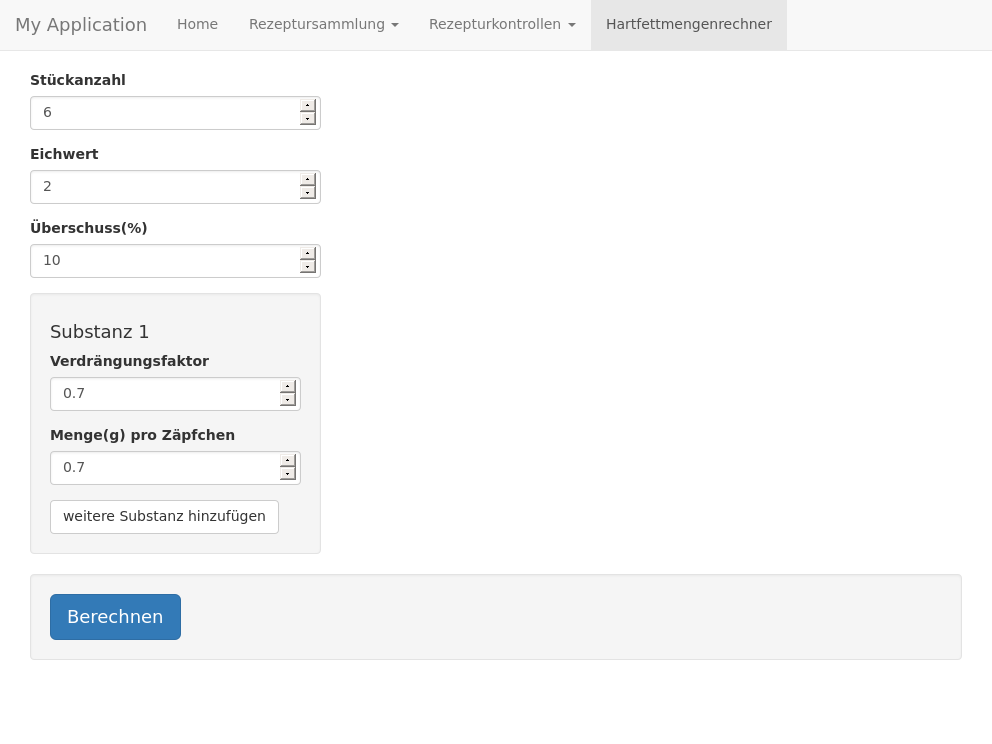 My Application Home Rezeptursammlung Rezepturkontrollen Hartfettmengenrechner
Stückanzahl
6
Eichwert
2
Überschuss(%)
10
Substanz 1
Verdrängungsfaktor
0.7
Menge(g) pro Zäpfchen
0.7
weitere Substanz hinzufügen
Berechnen